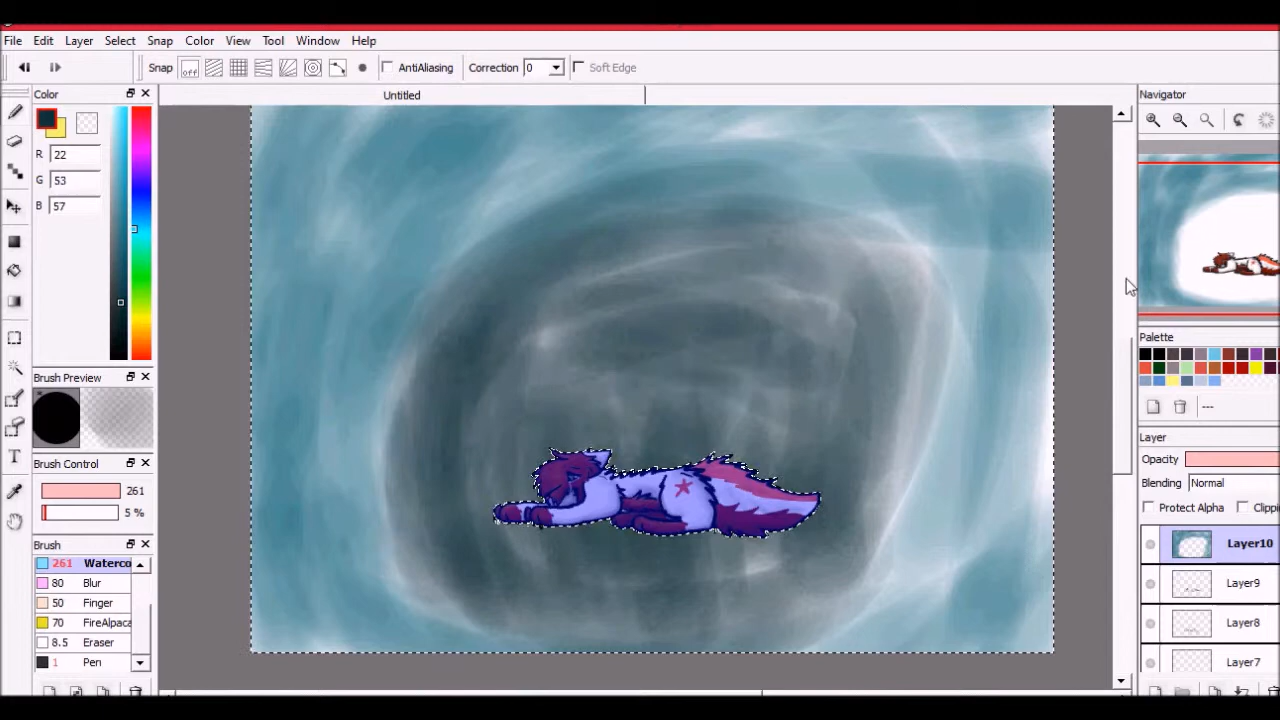 File Edit Layer Select Snap Color View Tool Window Help
Snap off AntiAliasing Correction 0 Soft Edge
Color
Untitled
Navigator
R 22
G 53
B 57
Brush Preview
Brush Control
261
5 %
Brush
261 Waterco
80 Blur
50 Finger
70 FireAlpaca
8.5 Eraser
1 Pen
T
Palette
---
Layer
Opacity
Blending Normal
Protect Alpha Clippi
Layer10
Layer9
Layer8
Layer7